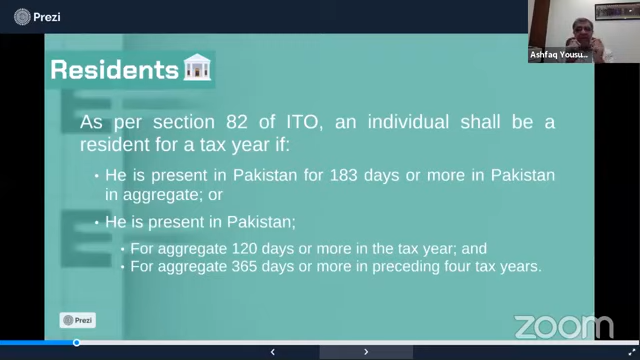 Prezi
Ashfaq Yousu...
Residents
As per section 82 of ITO, an individual shall be a
resident for a tax year if:
• He is present in Pakistan for 183 days or more in Pakistan
in aggregate; or
• He is present in Pakistan;
• For aggregate 120 days or more in the tax year; and
• For aggregate 365 days or more in preceding four tax years.
Prezi
zoom